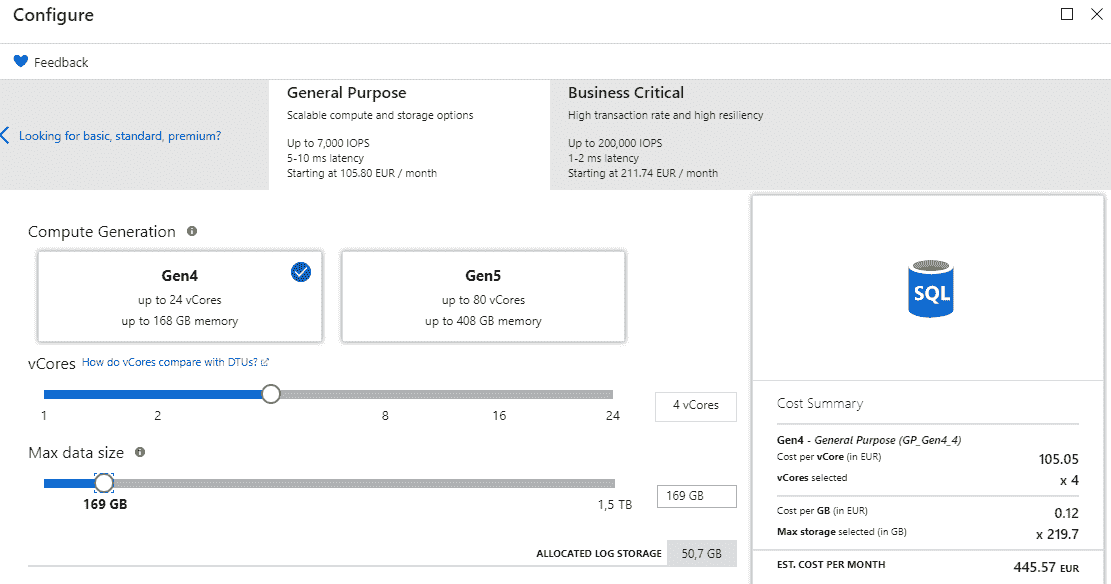 Configure
Feedback
Looking for basic, standard, premium?
General Purpose
Scalable compute and storage options
Up to 7,000 IOPS
5-10 ms latency
Starting at 105.80 EUR / month
Business Critical
High transaction rate and high resiliency
Up to 200,000 IOPS
1-2 ms latency
Starting at 211.74 EUR / month
Compute Generation
Gen4
up to 24 vCores
up to 168 GB memory
Gen5
up to 80 vCores
up to 408 GB memory
vCores How do vCores compare with DTUs?
1 2 8 16 24
4 vCores
Max data size
169 GB
1,5 TB
169 GB
ALLOCATED LOG STORAGE 50,7 GB
SQL
Cost Summary
Gen4 - General Purpose (GP_Gen4_4)
Cost per vCore (in EUR) 105.05
vCores selected x 4
Cost per GB (in EUR) 0.12
Max storage selected (in GB) x 219.7
EST. COST PER MONTH 445.57 EUR